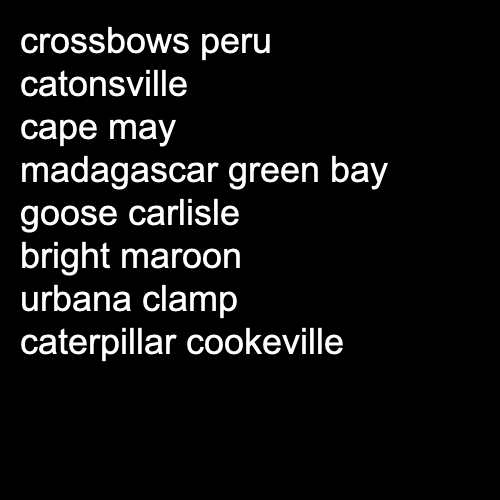 crossbows peru
catonsville
cape may
madagascar green bay
goose carlisle
bright maroon
urbana clamp
caterpillar cookeville